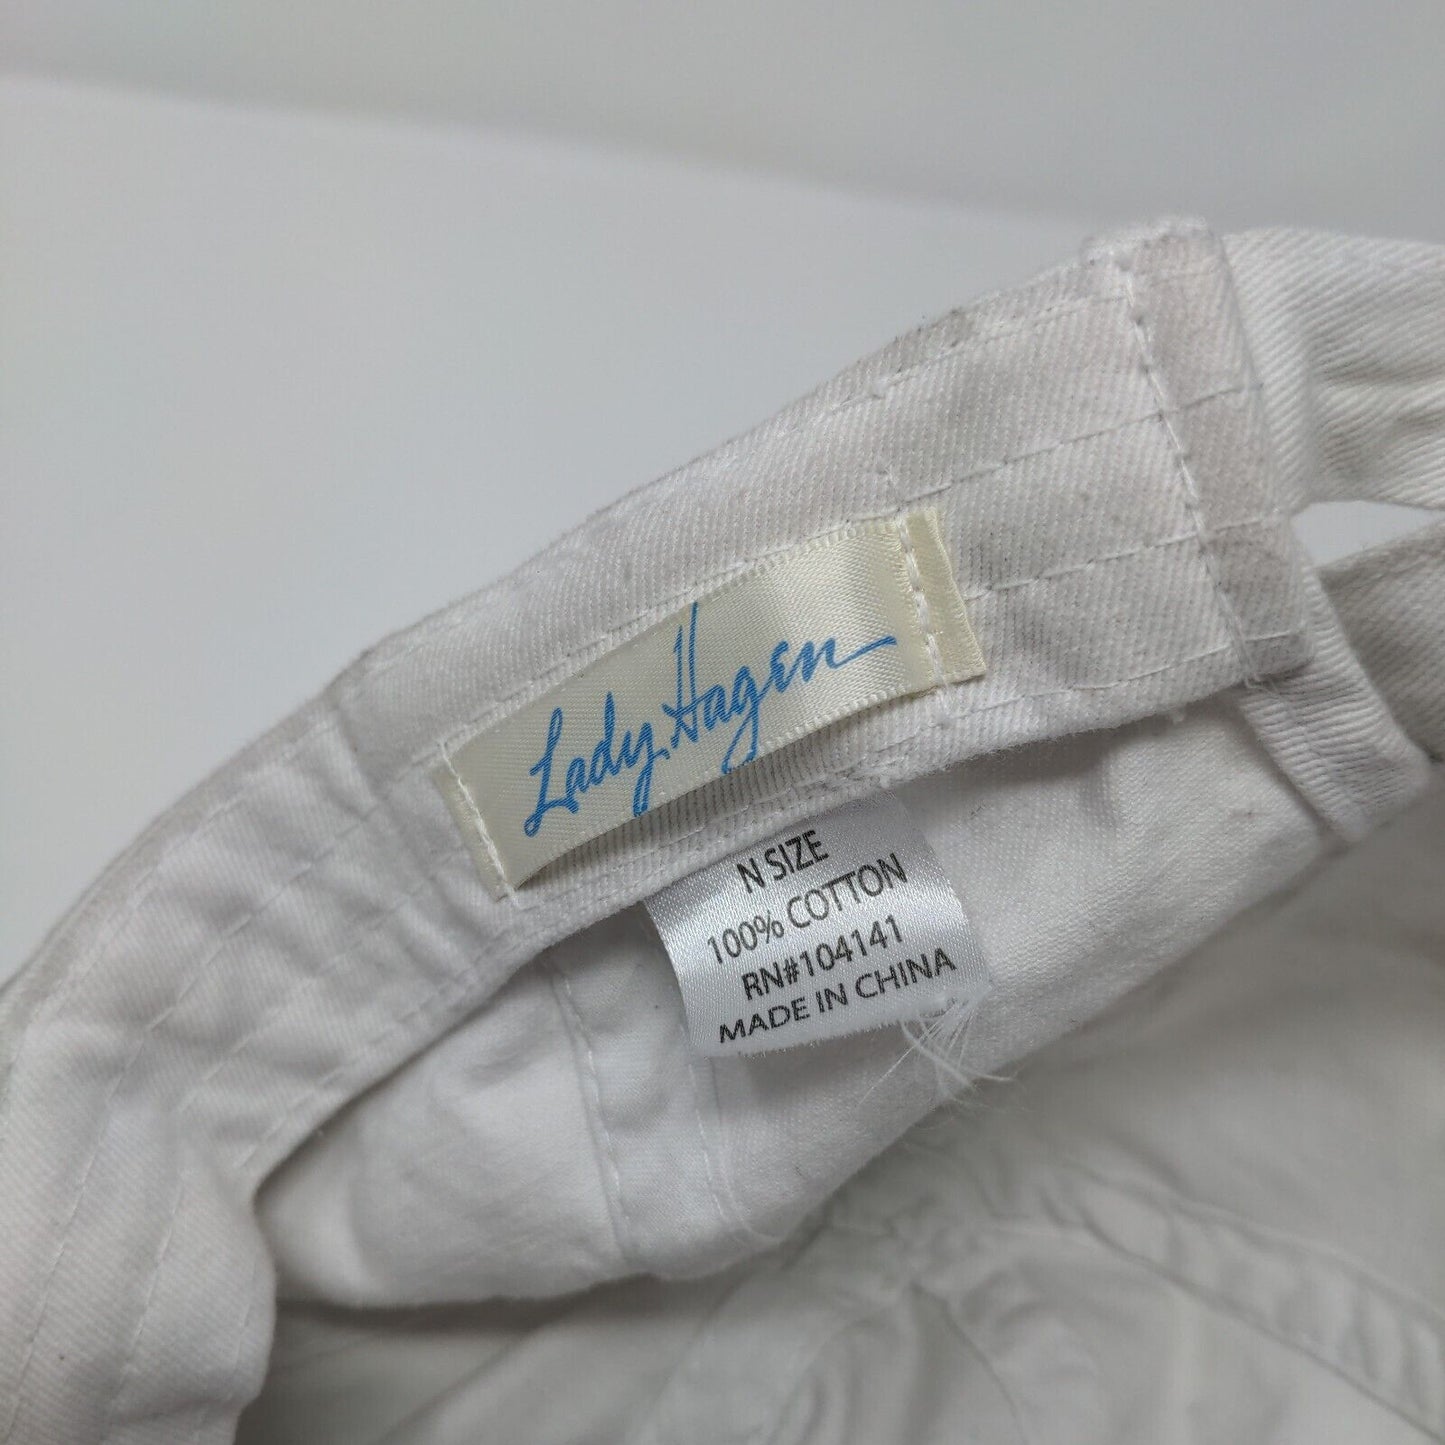 Lady Hagen
N SIZE
100% COTTON
RN#104141
MADE IN CHINA